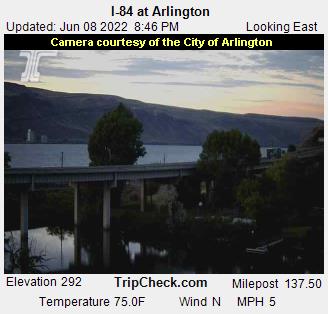 I-84 at Arlington
Updated: Jun 08 2022 8:46 PM Looking East
Camera courtesy of the City of Arlington
Elevation 292 TripCheck.com Milepost 137.50
Temperature 75.0F Wind N MPH 5